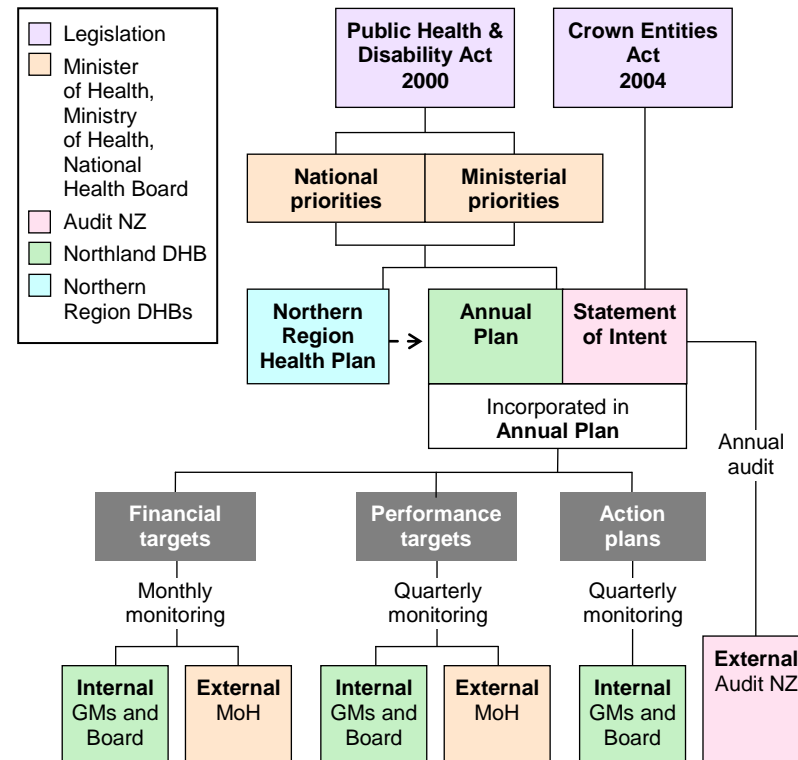 Legislation
Minister
of Health,
Ministry
of Health,
National
Health Board
Audit NZ
Northland DHB
Northern
Region DHBs
Public Health &
Disability Act
2000
Crown Entities
Act
2004
National
priorities
Ministerial
priorities
Northern
Region
Health Plan
Annual
Plan
Statement
of Intent
Incorporated in
Annual Plan
Annual
audit
Financial
targets
Performance
targets
Action
plans
Monthly
monitoring
Quarterly
monitoring
Quarterly
monitoring
Internal
GMs and
Board
External
MoH
Internal
GMs and
Board
External
MoH
Internal
GMs and
Board
External
Audit NZ